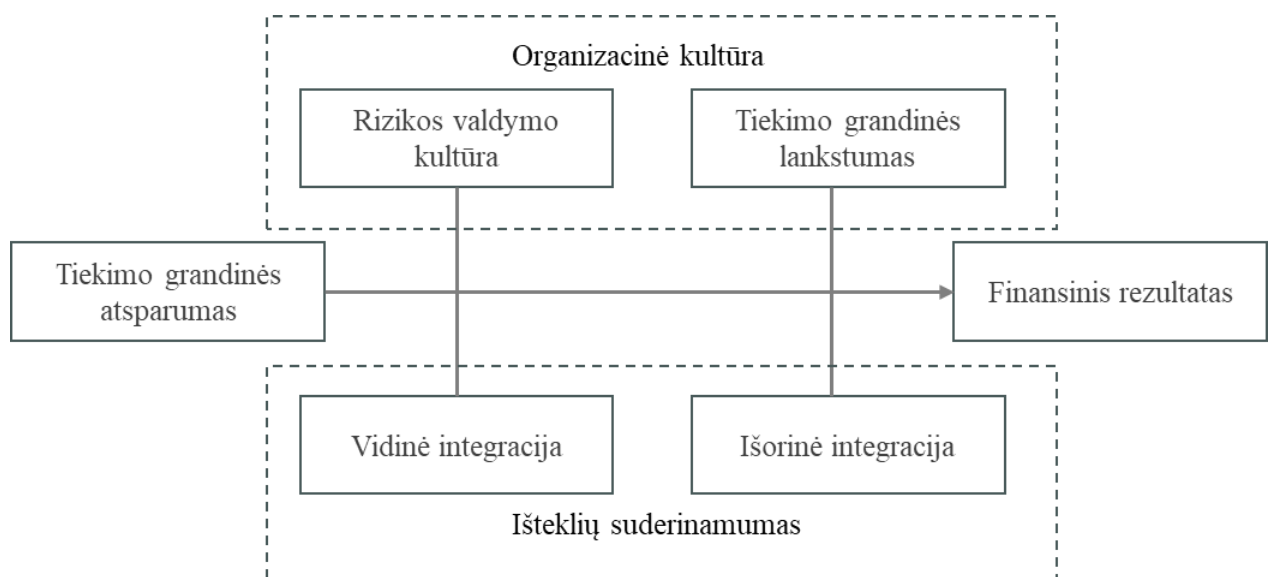 Organizacinė kultūra
Rizikos valdymo
kultūra
Tiekimo grandinės
lankstumas
Tiekimo grandinės
atsparumas
Finansinis rezultatas
Vidinė integracija
Išorinė integracija
Išteklių suderinamumas